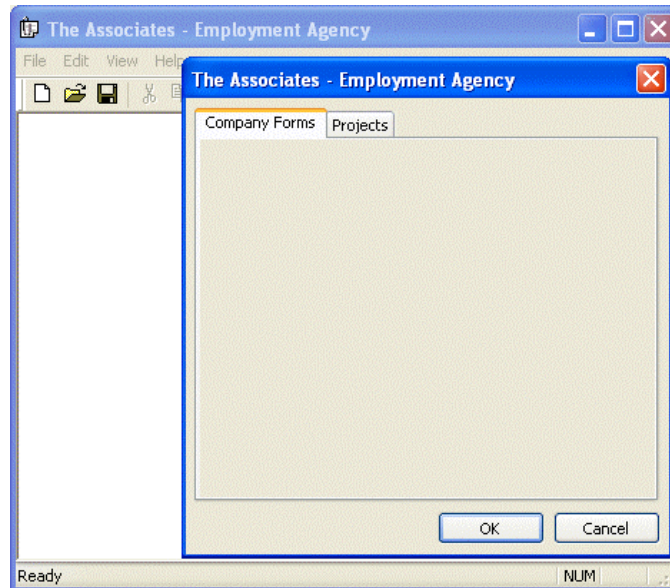 The Associates - Employment Agency
File Edit View Help
The Associates - Employment Agency
Company Forms Projects
OK Cancel
Ready NUM